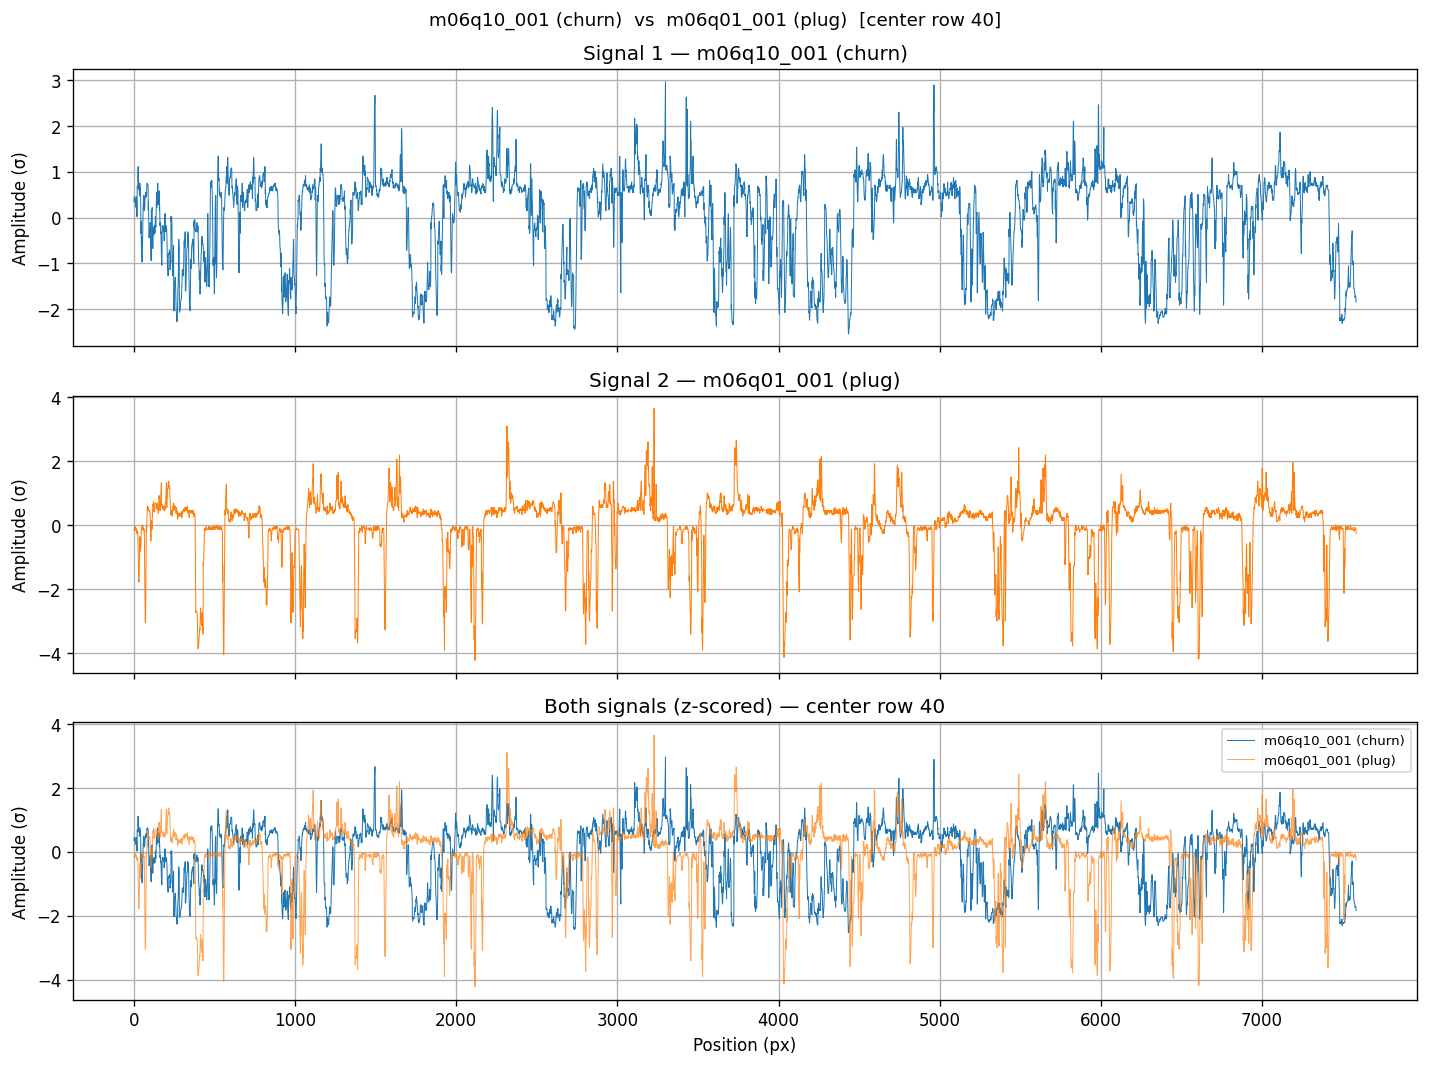 m06q10_001 (churn)  vs  m06q01_001 (plug)  [center row 40]
Signal 1 — m06q10_001 (churn)
3
2
1
0
−1
−2
Amplitude (σ)
Signal 2 — m06q01_001 (plug)
4
2
0
−2
−4
Amplitude (σ)
Both signals (z-scored) — center row 40
m06q10_001 (churn)
m06q01_001 (plug)
4
2
0
−2
−4
Amplitude (σ)
0 1000 2000 3000 4000 5000 6000 7000
Position (px)